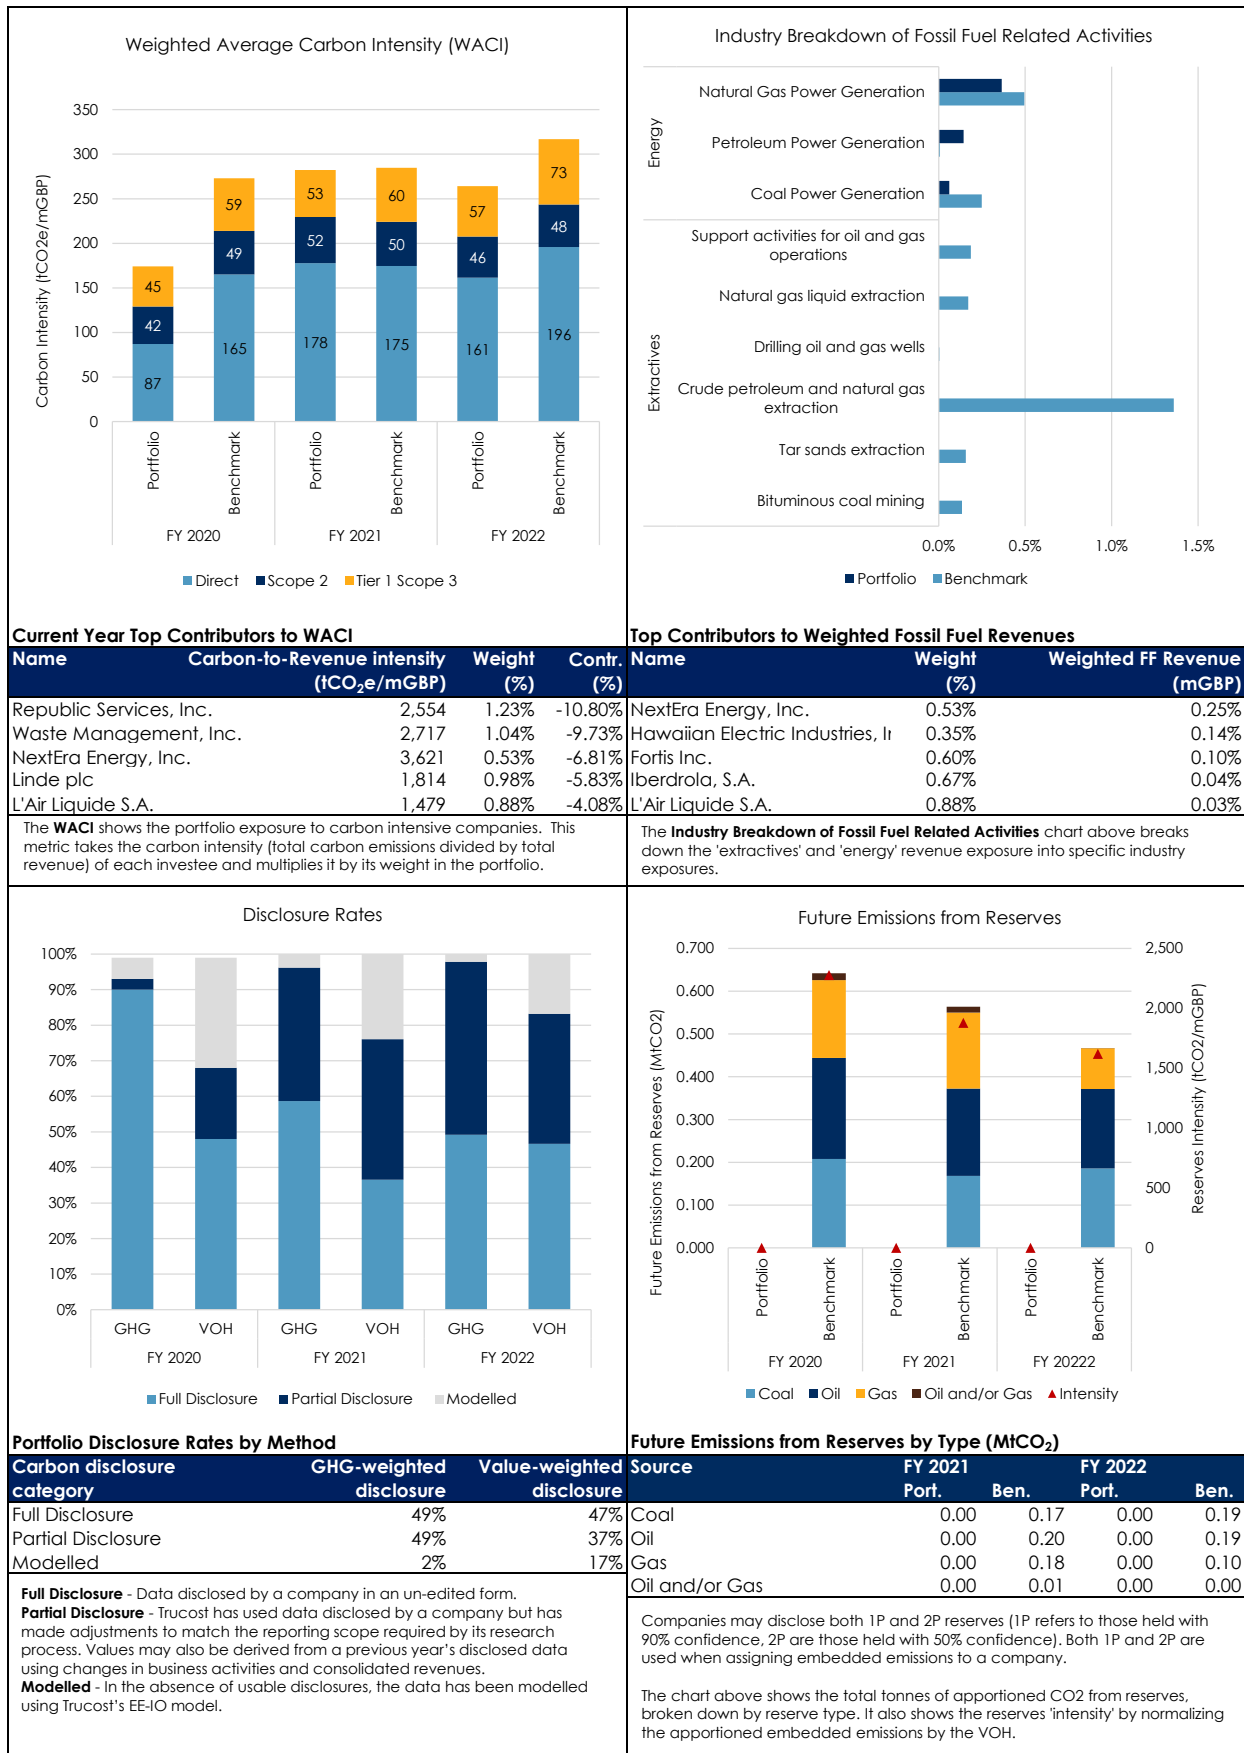 Weighted Average Carbon Intensity (WACI)
Carbon Intensity (tCO2e/mGBP)
350
300
250
200
150
100
50
0
45
42
87
59
49
165
53
52
178
60
50
175
57
46
161
73
48
196
Portfolio
Benchmark
Portfolio
Benchmark
Portfolio
Benchmark
FY 2020
FY 2021
FY 2022
Direct
Scope 2
Tier 1 Scope 3
Industry Breakdown of Fossil Fuel Related Activities
Energy
Natural Gas Power Generation
Petroleum Power Generation
Coal Power Generation
Extractives
Support activities for oil and gas
operations
Natural gas liquid extraction
Drilling oil and gas wells
Crude petroleum and natural gas
extraction
Tar sands extraction
Bituminous coal mining
0.0%
0.5%
1.0%
1.5%
Portfolio
Benchmark
Current Year Top Contributors to WACI
Name Carbon-to-Revenue intensity Weight Contr.
(tCO2e/mGBP) (%) (%)
Republic Services, Inc. 2,554 1.23% -10.80%
Waste Management, Inc. 2,717 1.04% -9.73%
NextEra Energy, Inc. 3,621 0.53% -6.81%
Linde plc 1,814 0.98% -5.83%
L'Air Liquide S.A. 1,479 0.88% -4.08%
The WACI shows the portfolio exposure to carbon intensive companies. This
metric takes the carbon intensity (total carbon emissions divided by total
revenue) of each investee and multiplies it by its weight in the portfolio.
Top Contributors to Weighted Fossil Fuel Revenues
Name Weight Weighted FF Revenue
(%) (mGBP)
NextEra Energy, Inc. 0.53% 0.25%
Hawaiian Electric Industries, Ir 0.35% 0.14%
Fortis Inc. 0.60% 0.10%
Iberdrola, S.A. 0.67% 0.04%
L'Air Liquide S.A. 0.88% 0.03%
The Industry Breakdown of Fossil Fuel Related Activities chart above breaks
down the 'extractives' and 'energy' revenue exposure into specific industry
exposures.
Disclosure Rates
100%
90%
80%
70%
60%
50%
40%
30%
20%
10%
0%
GHG
VOH
GHG
VOH
GHG
VOH
FY 2020
FY 2021
FY 2022
Full Disclosure
Partial Disclosure
Modelled
Future Emissions from Reserves
Future Emissions from Reserves (MtCO2)
0.700
0.600
0.500
0.400
0.300
0.200
0.100
0.000
2,500
2,000
1,500
1,000
500
0
Reserves Intensity (tCO2/mGBP)
Portfolio
Benchmark
Portfolio
Benchmark
Portfolio
Benchmark
FY 2020
FY 2021
FY 20222
Coal
Oil
Gas
Oil and/or Gas
Intensity
Portfolio Disclosure Rates by Method
Carbon disclosure GHG-weighted Value-weighted
category disclosure disclosure
Full Disclosure 49% 47%
Partial Disclosure 49% 37%
Modelled 2% 17%
Full Disclosure - Data disclosed by a company in an un-edited form.
Partial Disclosure - Trucost has used data disclosed by a company but has
made adjustments to match the reporting scope required by its research
process. Values may also be derived from a previous year's disclosed data
using changes in business activities and consolidated revenues.
Modelled - In the absence of usable disclosures, the data has been modelled
using Trucost's EE-IO model.
Future Emissions from Reserves by Type (MtCO2)
Source FY 2021 FY 2022
Port. Ben. Port. Ben.
Coal 0.00 0.17 0.00 0.19
Oil 0.00 0.20 0.00 0.19
Gas 0.00 0.18 0.00 0.10
Oil and/or Gas 0.00 0.01 0.00 0.00
Companies may disclose both 1P and 2P reserves (1P refers to those held with
90% confidence, 2P are those held with 50% confidence). Both 1P and 2P are
used when assigning embedded emissions to a company.
The chart above shows the total tonnes of apportioned CO2 from reserves,
broken down by reserve type. It also shows the reserves 'intensity' by normalizing
the apportioned embedded emissions by the VOH.